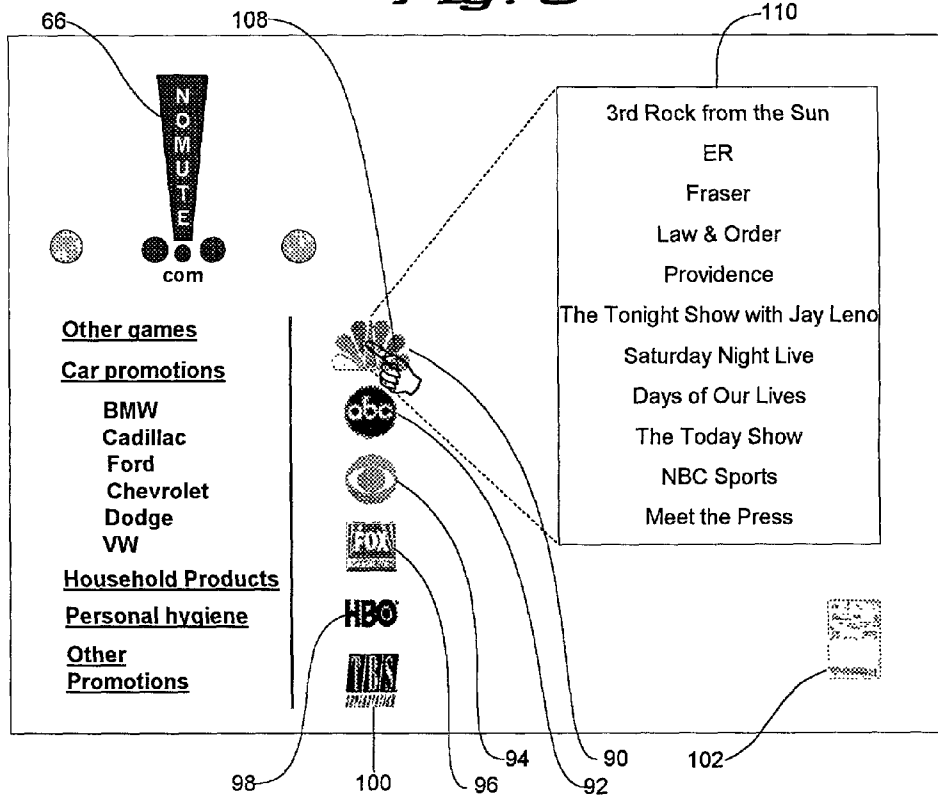 108
110
66
NOMUTE
com
Other games
Car promotions
BMW
Cadillac
Ford
Chevrolet
Dodge
VW
Household Products
Personal hygiene
Other
Promotions
abc
FOX
HBO
TBS
3rd Rock from the Sun
ER
Fraser
Law & Order
Providence
The Tonight Show with Jay Leno
Saturday Night Live
Days of Our Lives
The Today Show
NBC Sports
Meet the Press
98
100
96
94
92
90
102